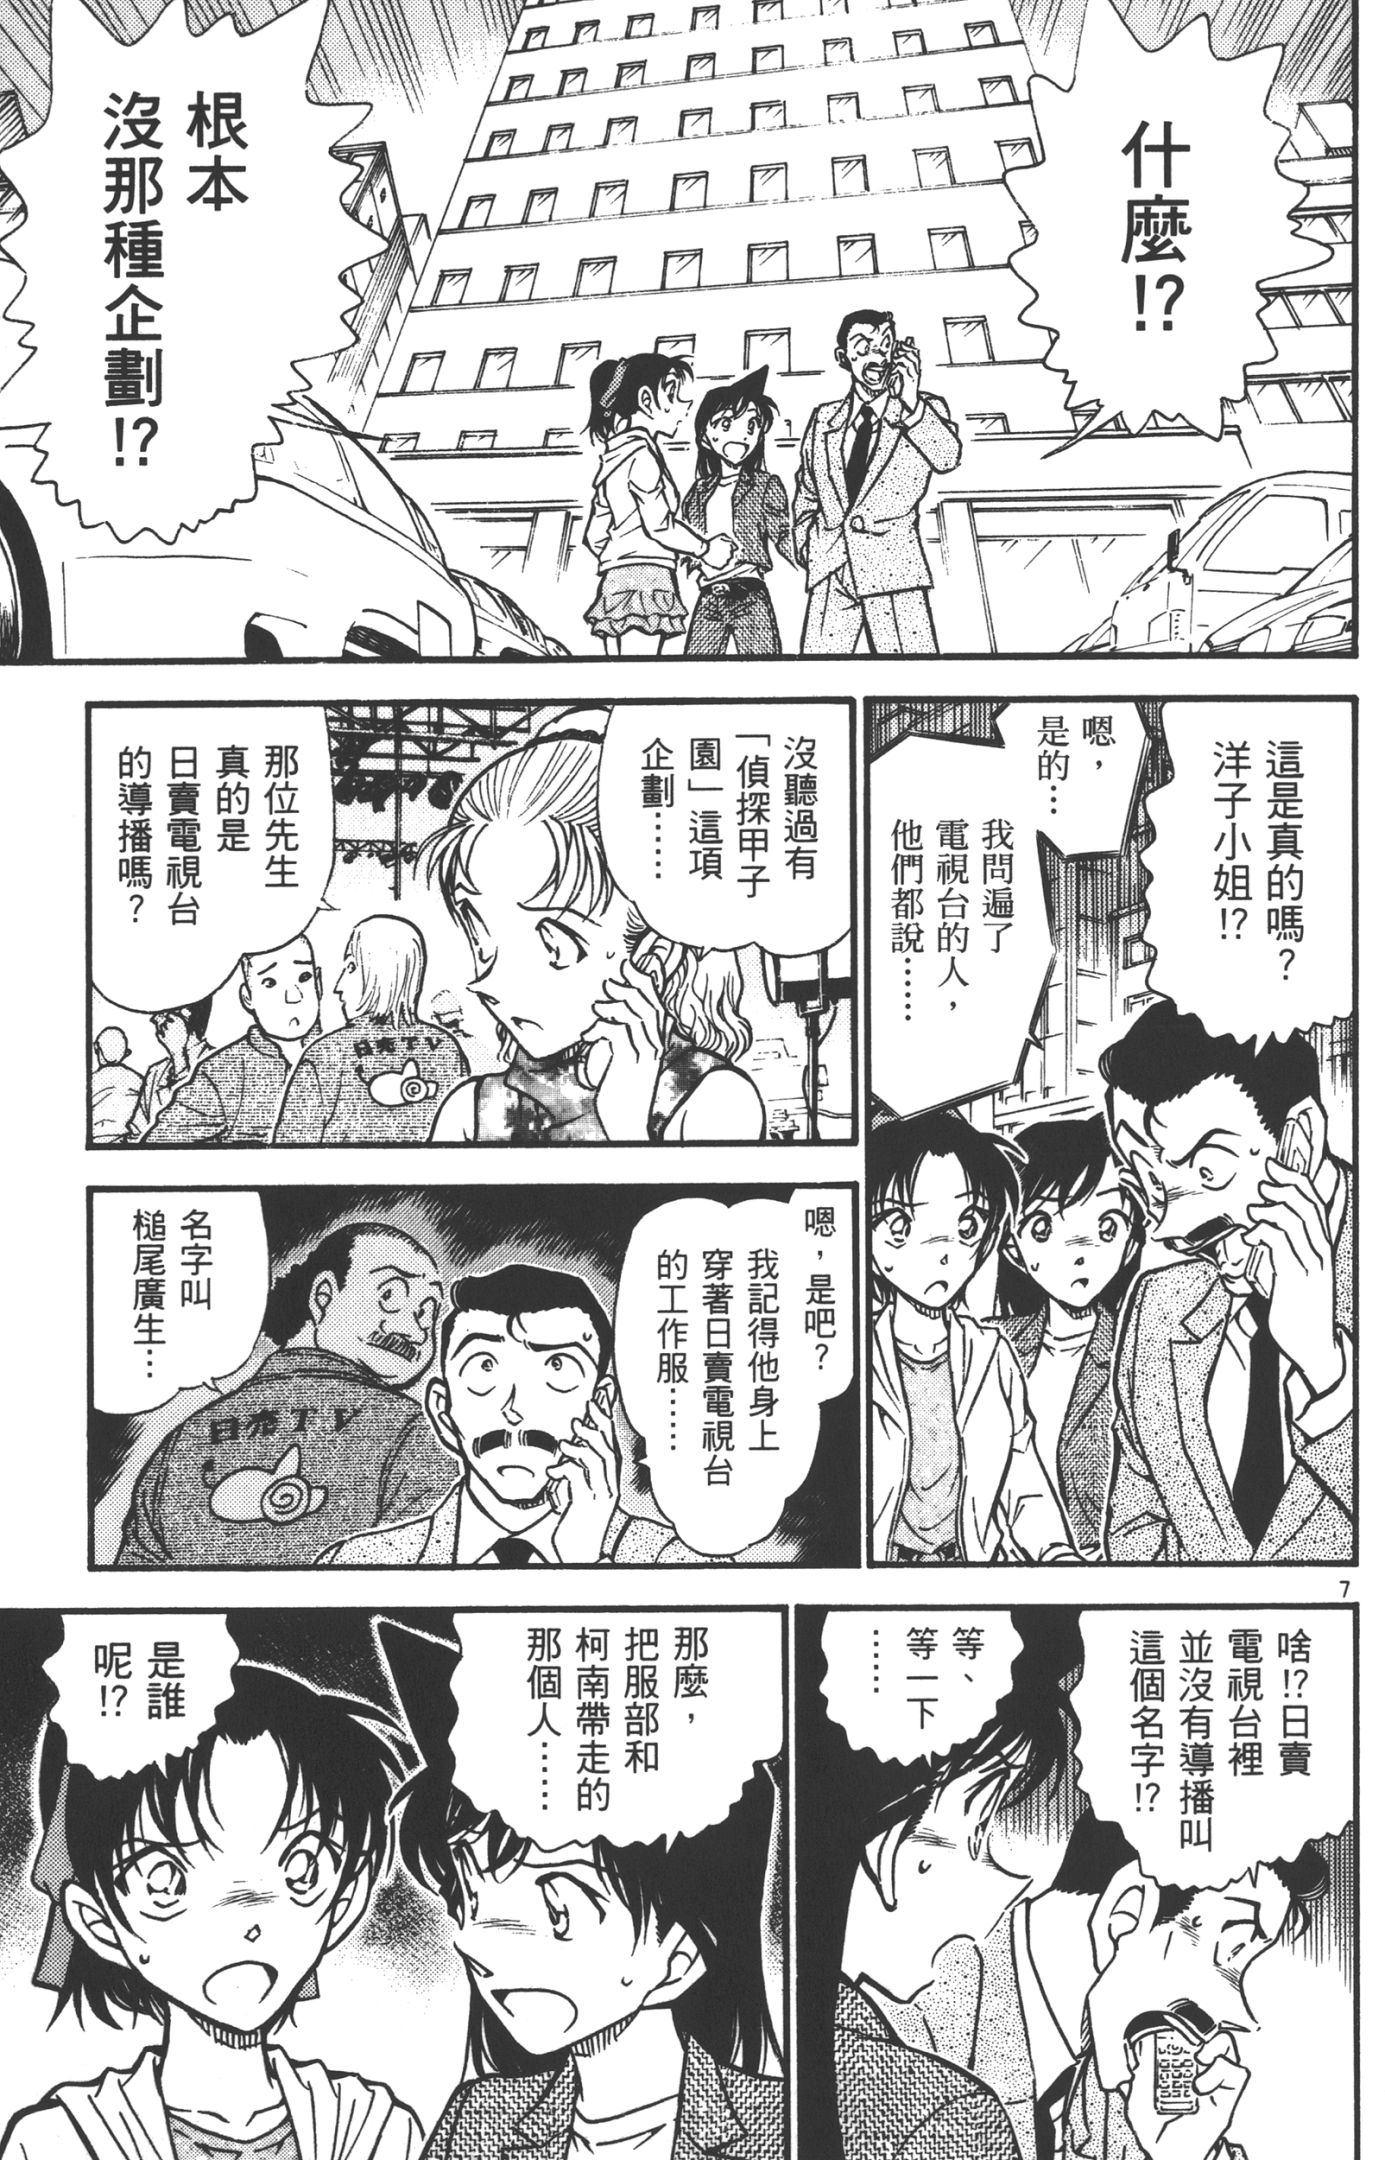 什麼!?
根本
沒那種企劃!?
這是真的嗎?
洋子小姐!?
嗯,
是的…
我問遍了
電視台的人,
他們都說……
沒聽過有
「偵探甲子
園」這項
企劃……
那位先生
真的是
日賣電視台
的導播嗎?
日売TV
嗯,是吧?
我記得他身上
穿著日賣電視台
的工作服……
名字叫
槌尾廣生…
日売TV
7
啥!?日賣
電視台裡
並沒有導播叫
這個名字!?
等、
等一下
……
那麼,
把服部和
柯南帶走的
那個人……
是誰
呢!?